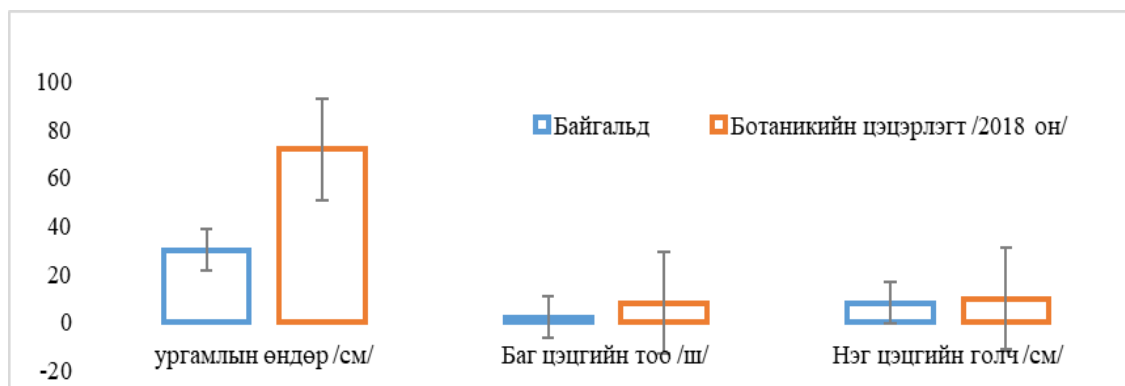 100
80
60
40
20
0
-20
Байгальд
Ботаникийн цэцэрлэгт /2018 он/
ургамлын өндөр /см/
Баг цэцгийн тоо /ш/
Нэг цэцгийн голч /см/